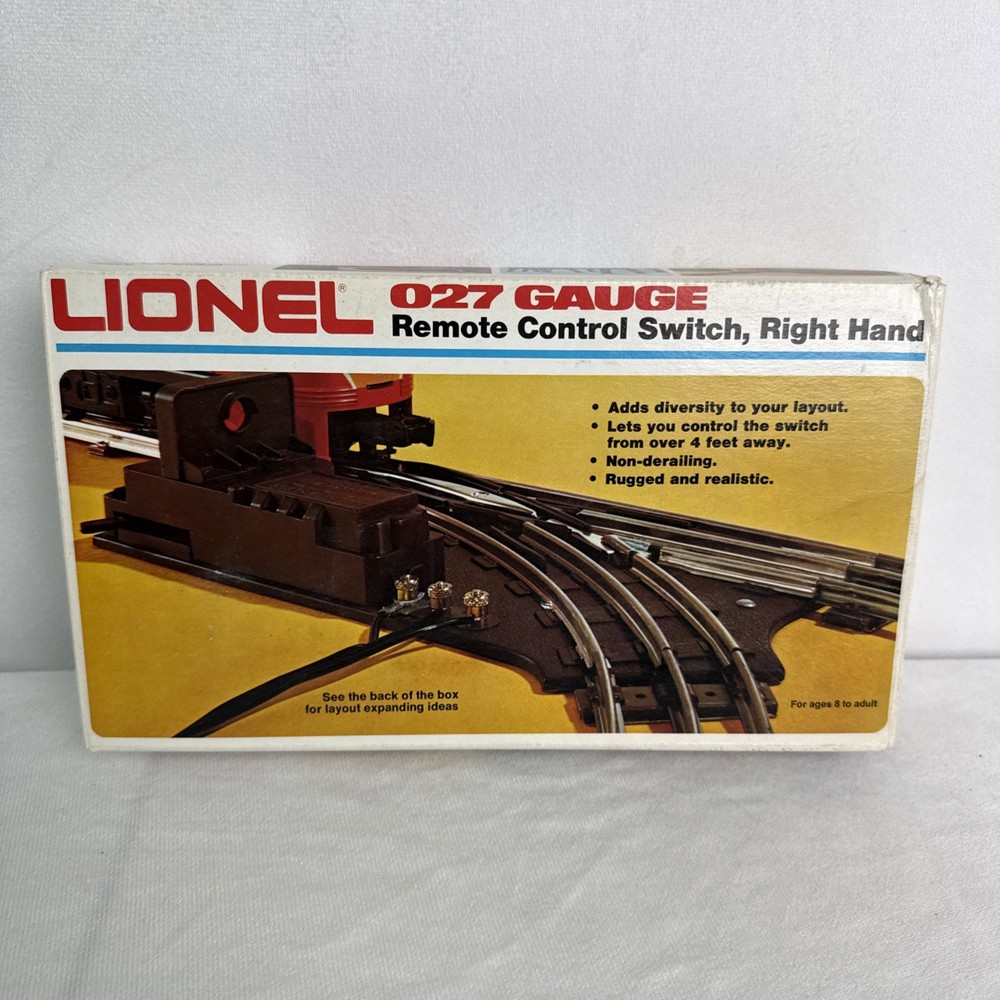 LIONEL®
027 GAUGE
Remote Control Switch, Right Hand
• Adds diversity to your layout.
• Lets you control the switch
from over 4 feet away.
• Non-derailing.
• Rugged and realistic.
See the back of the box
for layout expanding ideas
For ages 8 to adult